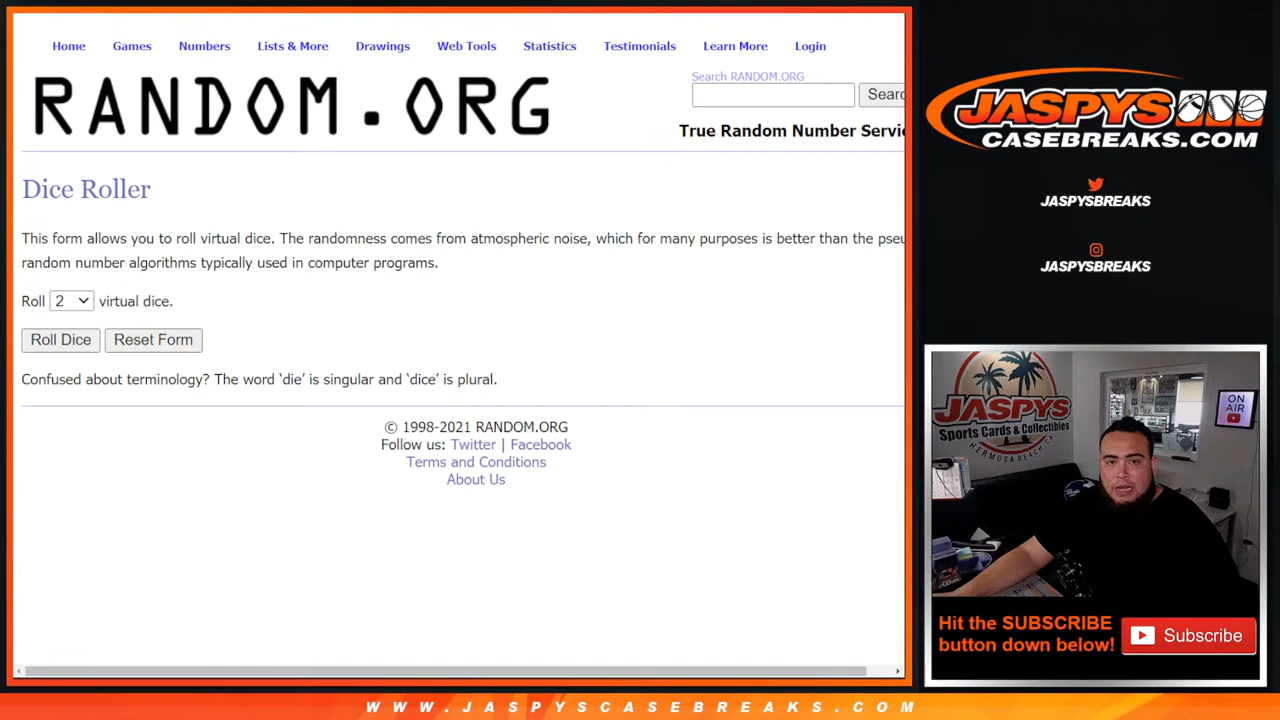 Home Games Numbers Lists & More Drawings Web Tools Statistics Testimonials Learn More Login
RANDOM.ORG
Search RANDOM.ORG
Searc
True Random Number Servi
Dice Roller
This form allows you to roll virtual dice. The randomness comes from atmospheric noise, which for many purposes is better than the pseu
random number algorithms typically used in computer programs.
Roll 2 virtual dice.
Roll Dice Reset Form
Confused about terminology? The word ‘die’ is singular and ‘dice’ is plural.
© 1998-2021 RANDOM.ORG
Follow us: Twitter | Facebook
Terms and Conditions
About Us
JASPYS
CASEBREAKS.COM
JASPYSBREAKS
JASPYSBREAKS
JASPYS
Sports Cards & Collectibles
HERMOSA BEACH, CA
ON
AIR
Hit the SUBSCRIBE
button down below!
Subscribe
WWW.JASPYSCASEBREAKS.COM